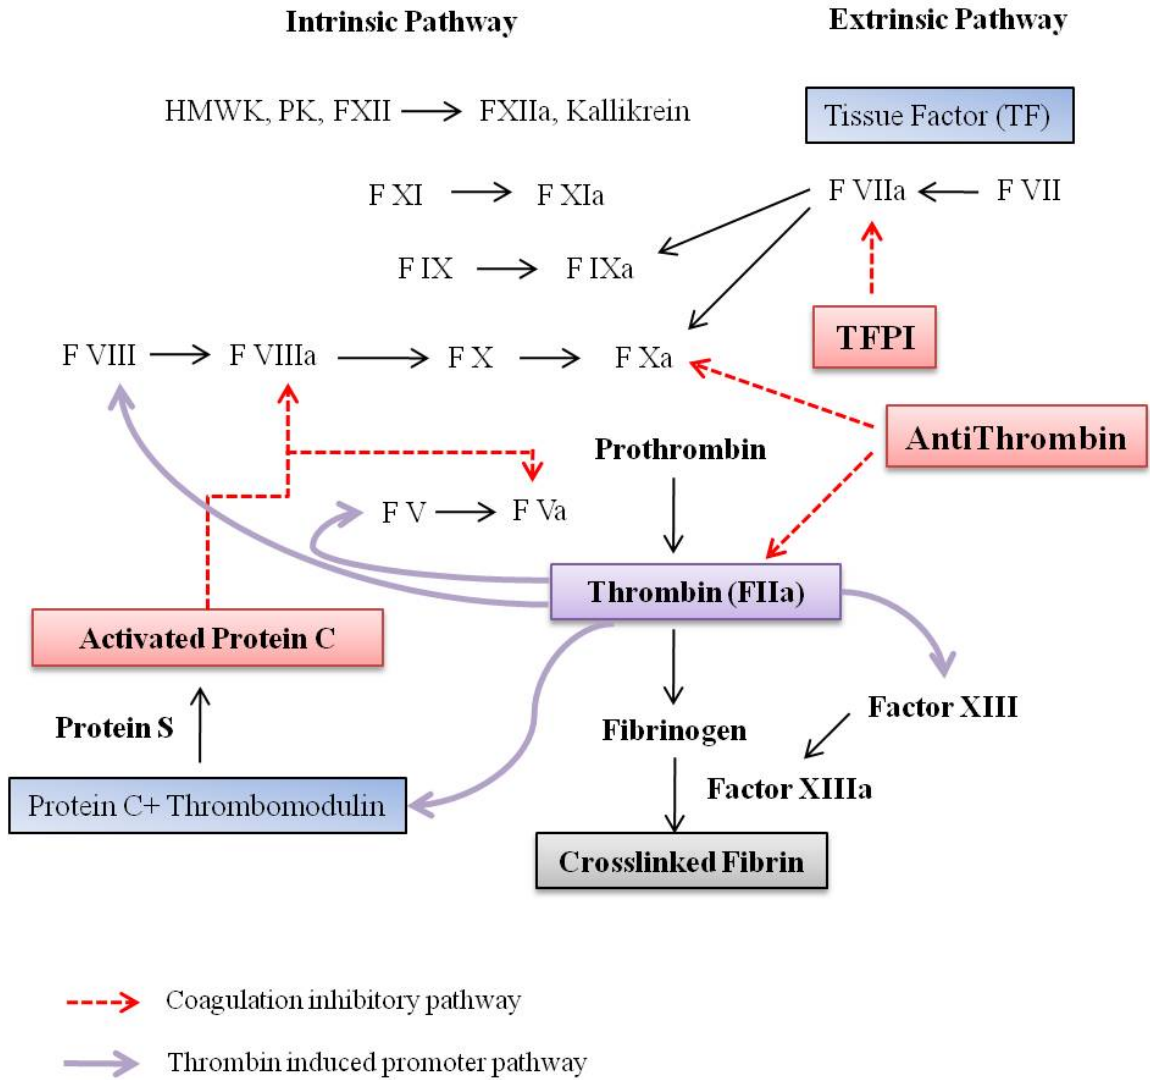 Intrinsic Pathway
Extrinsic Pathway
HMWK, PK, FXII
FXIIa, Kallikrein
Tissue Factor (TF)
F XI
F XIa
F VIIa
F VII
F IX
F IXa
TFPI
F VIII
F VIIIa
F X
F Xa
AntiThrombin
Prothrombin
F V
F Va
Thrombin (FIIa)
Activated Protein C
Protein S
Fibrinogen
Factor XIII
Factor XIIIa
Protein C+ Thrombomodulin
Crosslinked Fibrin
Coagulation inhibitory pathway
Thrombin induced promoter pathway